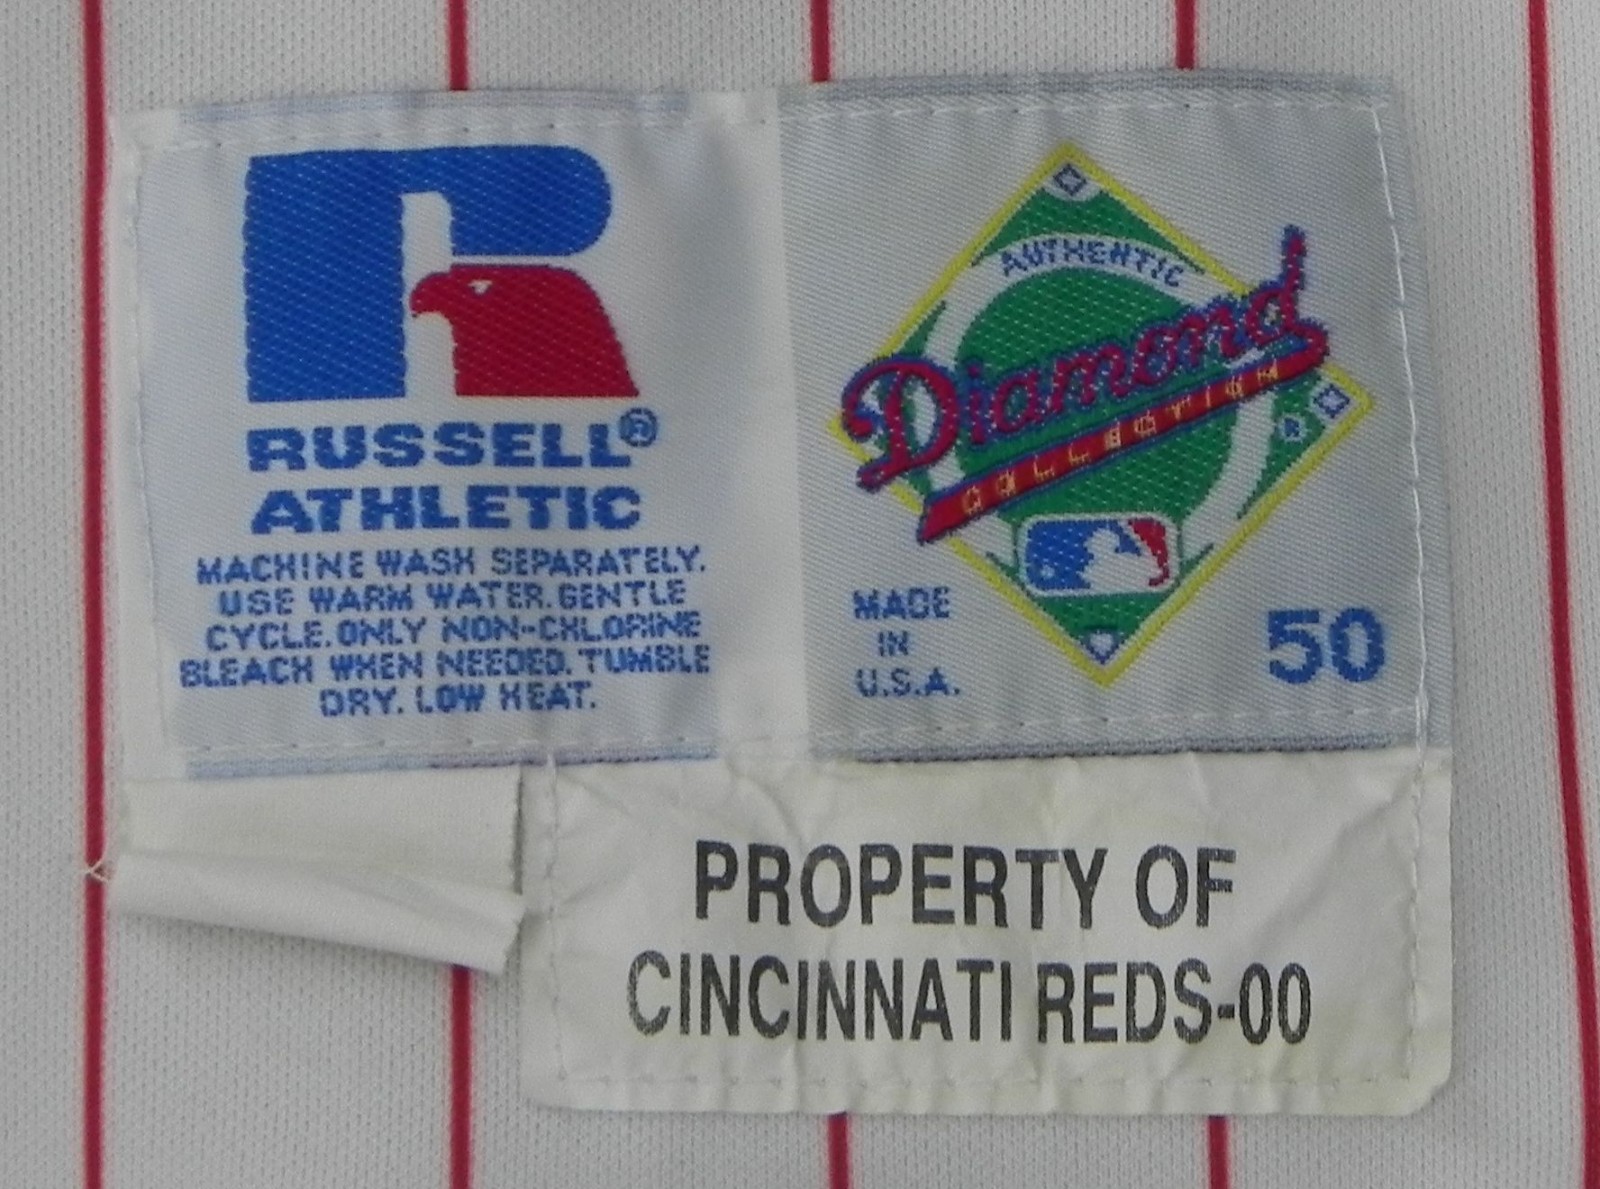 RUSSELL®
ATHLETIC
MACHINE WASH SEPARATELY.
USE WARM WATER. GENTLE
CYCLE. ONLY NON-CHLORINE
BLEACH WHEN NEEDED. TUMBLE
DRY. LOW HEAT.
AUTHENTIC
Diamond
COLLECTION
®
MADE
IN
U.S.A.
50
PROPERTY OF
CINCINNATI REDS-00